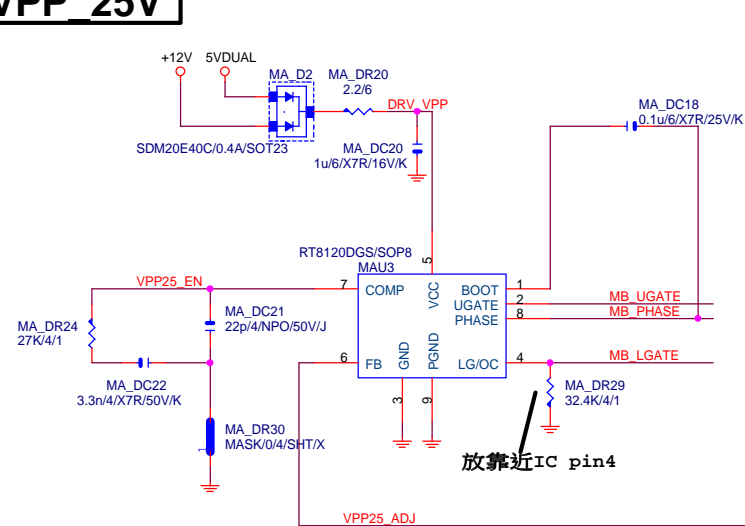 VPP_25V
+12V 5VDUAL
MA_D2
MA_DR20
2.2/6
DRV_VPP
SDM20E40C/0.4A/SOT23
MA_DC20
1u/6/X7R/16V/K
MA_DC18
0.1u/6/X7R/25V/K
RT8120DGS/SOP8
MAU3
5
VPP25_EN
7
COMP
VCC
BOOT
1
UGATE
2
MB_UGATE
PHASE
8
MB_PHASE
MA_DR24
27K/4/1
MA_DC21
22p/4/NPO/50V/J
MA_DC22
3.3n/4/X7R/50V/K
6
FB
GND
PGND
LG/OC
4
MB_LGATE
3
9
MA_DR29
32.4K/4/1
MA_DR30
MASK/0/4/SHT/X
1
放靠近IC pin4
VPP25_ADJ